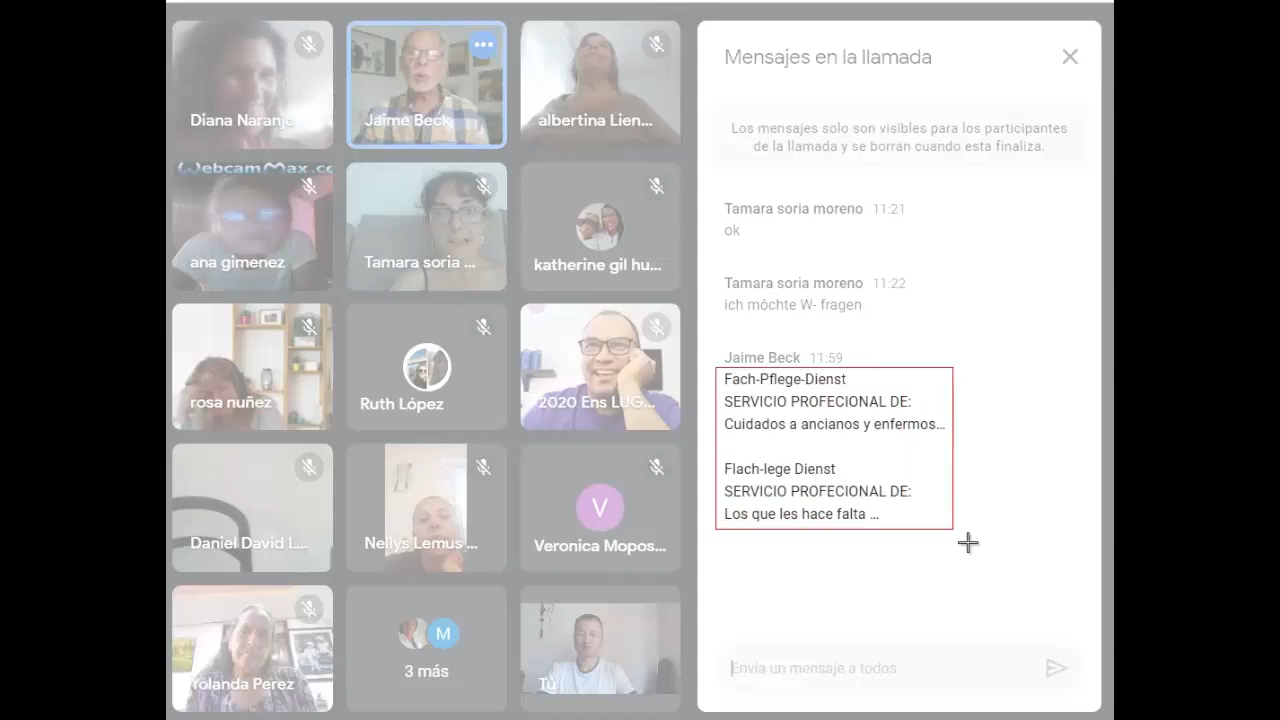 Diana Naranjo
Jaime Beck
albertina Lien...
WebcamMax.co
ana gimenez
Tamara soria ...
katherine gil hu...
rosa nuñez
Ruth López
2020 Ens LUG...
Daniel David L...
Nellys Lemus ...
V
Veronica Mopos...
Yolanda Perez
M
3 más
Tú
Mensajes en la llamada
Los mensajes solo son visibles para los participantes
de la llamada y se borran cuando esta finaliza.
Tamara soria moreno 11:21
ok
Tamara soria moreno 11:22
ich môchte W- fragen
Jaime Beck 11:59
Fach-Pflege-Dienst
SERVICIO PROFECIONAL DE:
Cuidados a ancianos y enfermos...
Flach-lege Dienst
SERVICIO PROFECIONAL DE:
Los que les hace falta ...
Envía un mensaje a todos